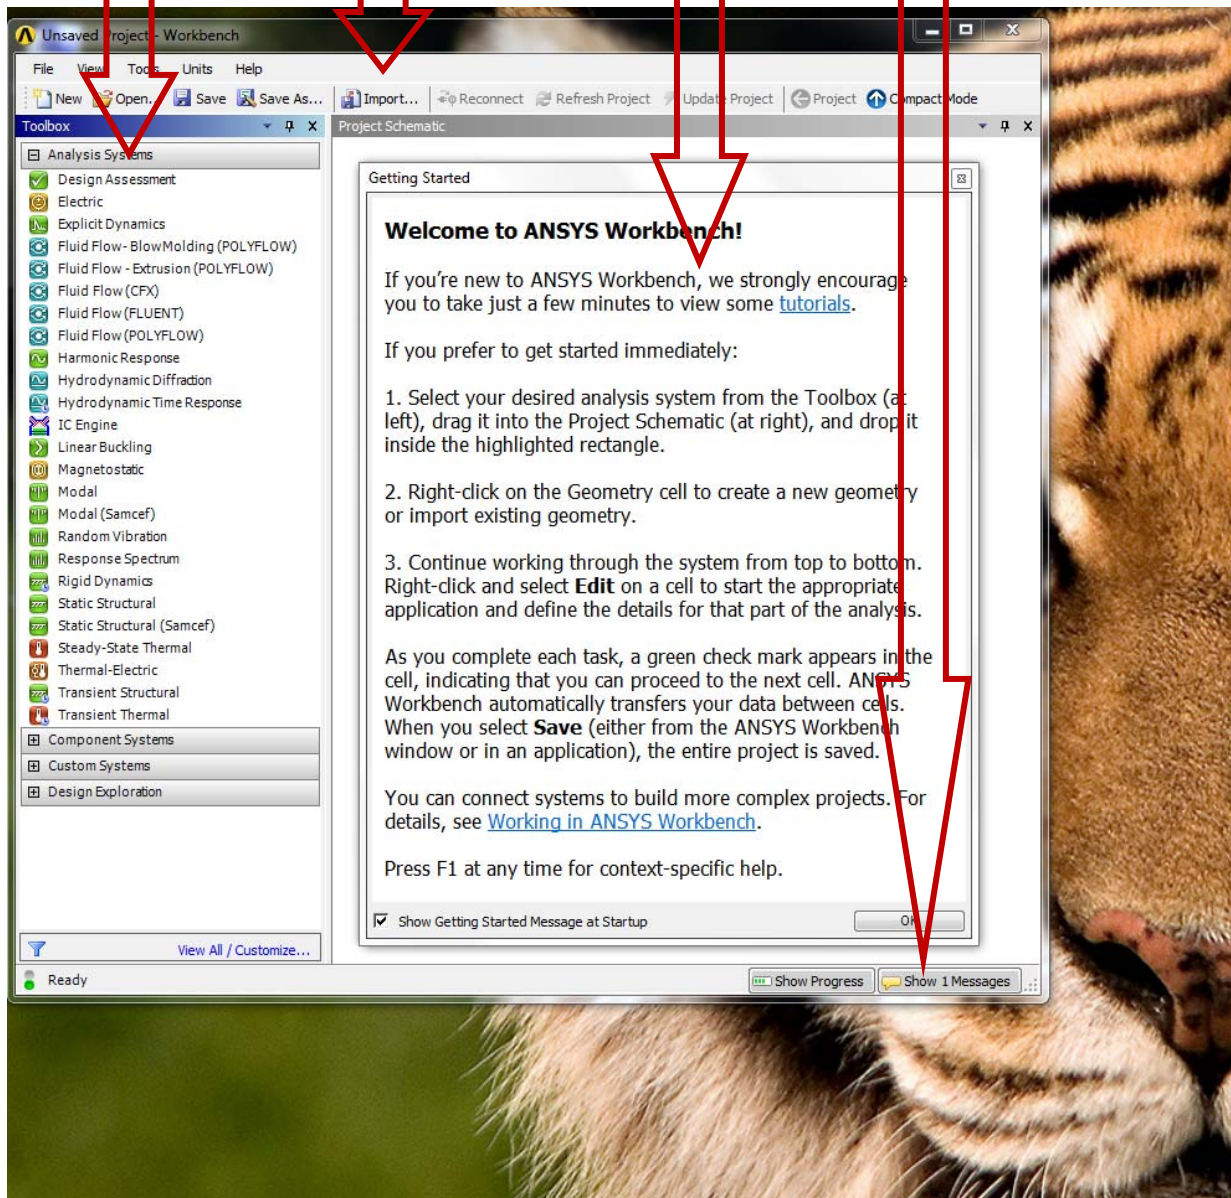 Unsaved Project - Workbench
File View Tools Units Help
New Open... Save Save As... Import... Reconnect Refresh Project Update Project Project Compact Mode
Toolbox
Project Schematic
Analysis Systems
Design Assessment
Electric
Explicit Dynamics
Fluid Flow- BlowMolding (POLYFLOW)
Fluid Flow - Extrusion (POLYFLOW)
Fluid Flow (CFX)
Fluid Flow (FLUENT)
Fluid Flow (POLYFLOW)
Harmonic Response
Hydrodynamic Diffraction
Hydrodynamic Time Response
IC Engine
Linear Buckling
Magnetostatic
Modal
Modal (Samcef)
Random Vibration
Response Spectrum
Rigid Dynamics
Static Structural
Static Structural (Samcef)
Steady-State Thermal
Thermal-Electric
Transient Structural
Transient Thermal
Component Systems
Custom Systems
Design Exploration
View All / Customize...
Getting Started
Welcome to ANSYS Workbench!
If you're new to ANSYS Workbench, we strongly encourage
you to take just a few minutes to view some tutorials.
If you prefer to get started immediately:
1. Select your desired analysis system from the Toolbox (at
left), drag it into the Project Schematic (at right), and drop it
inside the highlighted rectangle.
2. Right-click on the Geometry cell to create a new geometry
or import existing geometry.
3. Continue working through the system from top to bottom.
Right-click and select Edit on a cell to start the appropriate
application and define the details for that part of the analysis.
As you complete each task, a green check mark appears in the
cell, indicating that you can proceed to the next cell. ANSYS
Workbench automatically transfers your data between cells.
When you select Save (either from the ANSYS Workbench
window or in an application), the entire project is saved.
You can connect systems to build more complex projects. For
details, see Working in ANSYS Workbench.
Press F1 at any time for context-specific help.
Show Getting Started Message at Startup
OK
Ready
Show Progress
Show 1 Messages